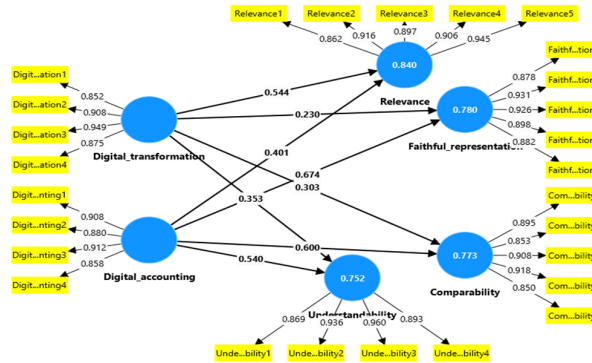 Relevance1
Relevance2
Relevance3
Relevance4
Relevance5
0.862
0.916
0.897
0.906
0.945
0.840
Relevance
Digit...ation1
Digit...ation2
Digit...ation3
Digit...ation4
0.852
0.908
0.949
0.875
Digital_transformation
0.544
0.230
0.401
0.674
0.303
0.353
0.600
0.540
Faithf...tion
Faithf...tion
Faithf...tion
Faithf...tion
Faithf...tion
0.878
0.931
0.926
0.898
0.882
0.780
Faithful_representation
Digit...nting1
Digit...nting2
Digit...nting3
Digit...nting4
0.908
0.880
0.912
0.858
Digital_accounting
Com...bility
Com...bility
Com...bility
Com...bility
Com...bility
0.895
0.853
0.908
0.918
0.850
0.773
Comparability
0.752
Understandability
0.869
0.936
0.960
0.893
Unde...bility1
Unde...bility2
Unde...bility3
Unde...bility4